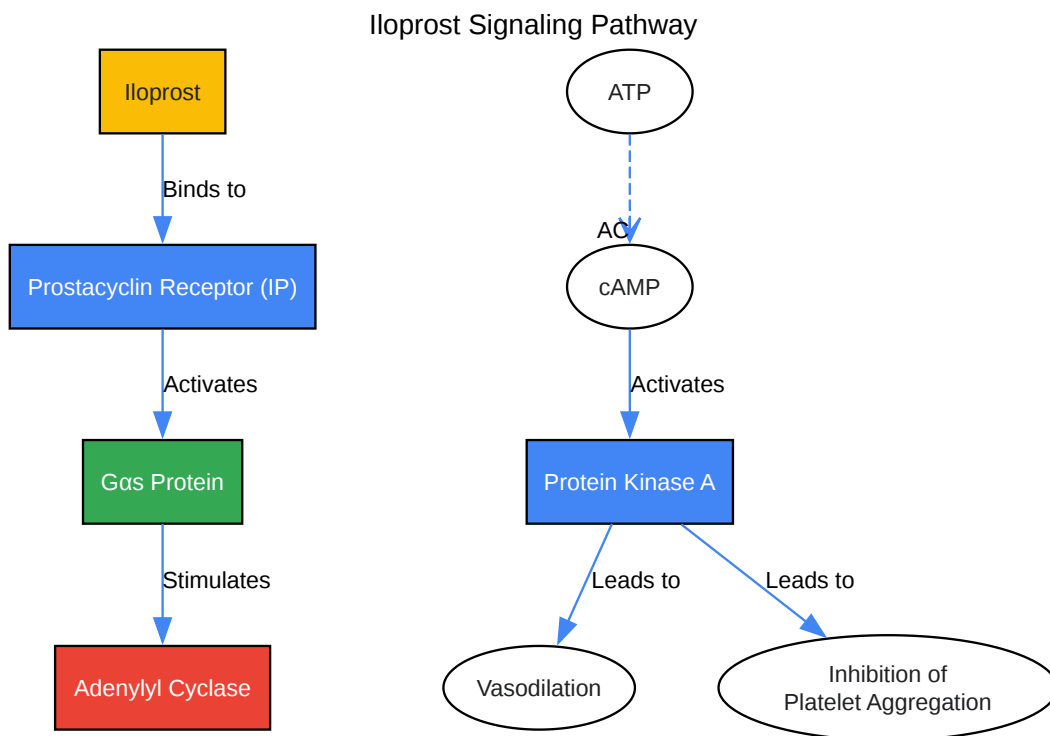 Iloprost Signaling Pathway
Iloprost
Binds to
Prostacyclin Receptor (IP)
Activates
Gαs Protein
Stimulates
Adenylyl Cyclase
ATP
AC
cAMP
Activates
Protein Kinase A
Leads to
Leads to
Vasodilation
Inhibition of
Platelet Aggregation